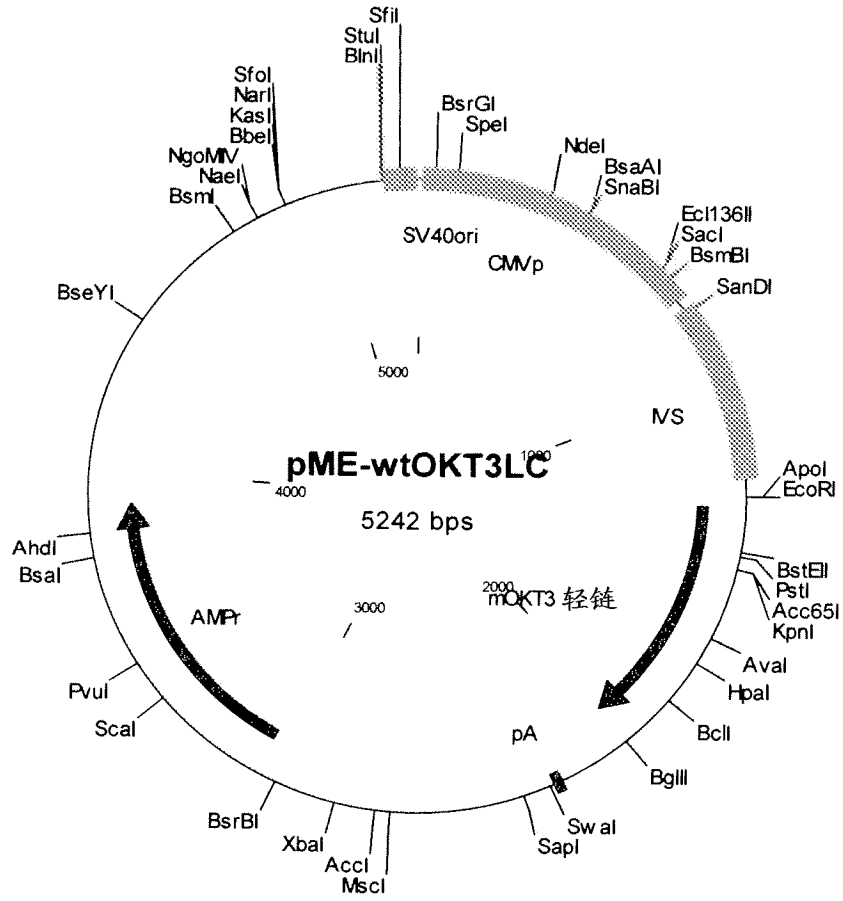 SfiI
StuI
BlnI
SfoI
NarI
KasI
BbeI
NgoMIV
NaeI
BsmI
BseYI
BsrGI
SpeI
NdeI
BsaAI
SnaBI
Ecl136II
SacI
BsmBI
SanDI
SV40ori
CMVp
IVS
5000
1000
pME-wtOKT3LC
4000
5242 bps
ApoI
EcoRI
BstEII
PstI
Acc65I
KpnI
2000
mOKT3 轻链
3000
AhdI
BsaI
AMPr
AvaI
HpaI
PvuI
ScaI
BclI
pA
BglII
BsrBI
XbaI
AccI
MscI
SwaI
SapI